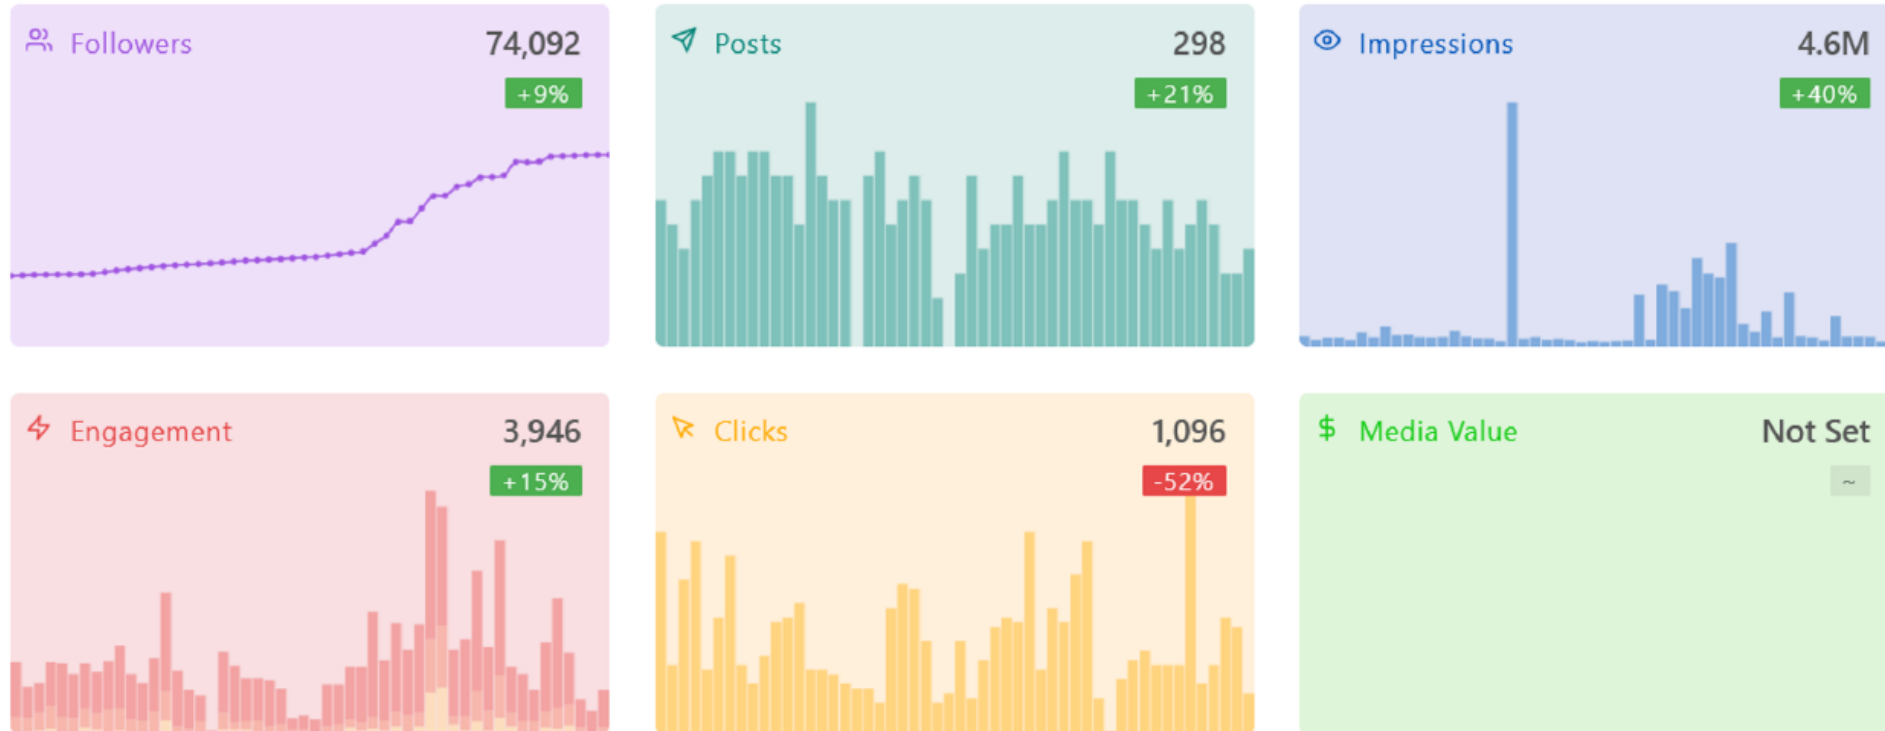 Followers 74,092
+9%
Posts 298
+21%
Impressions 4.6M
+40%
Engagement 3,946
+15%
Clicks 1,096
-52%
$ Media Value Not Set
~